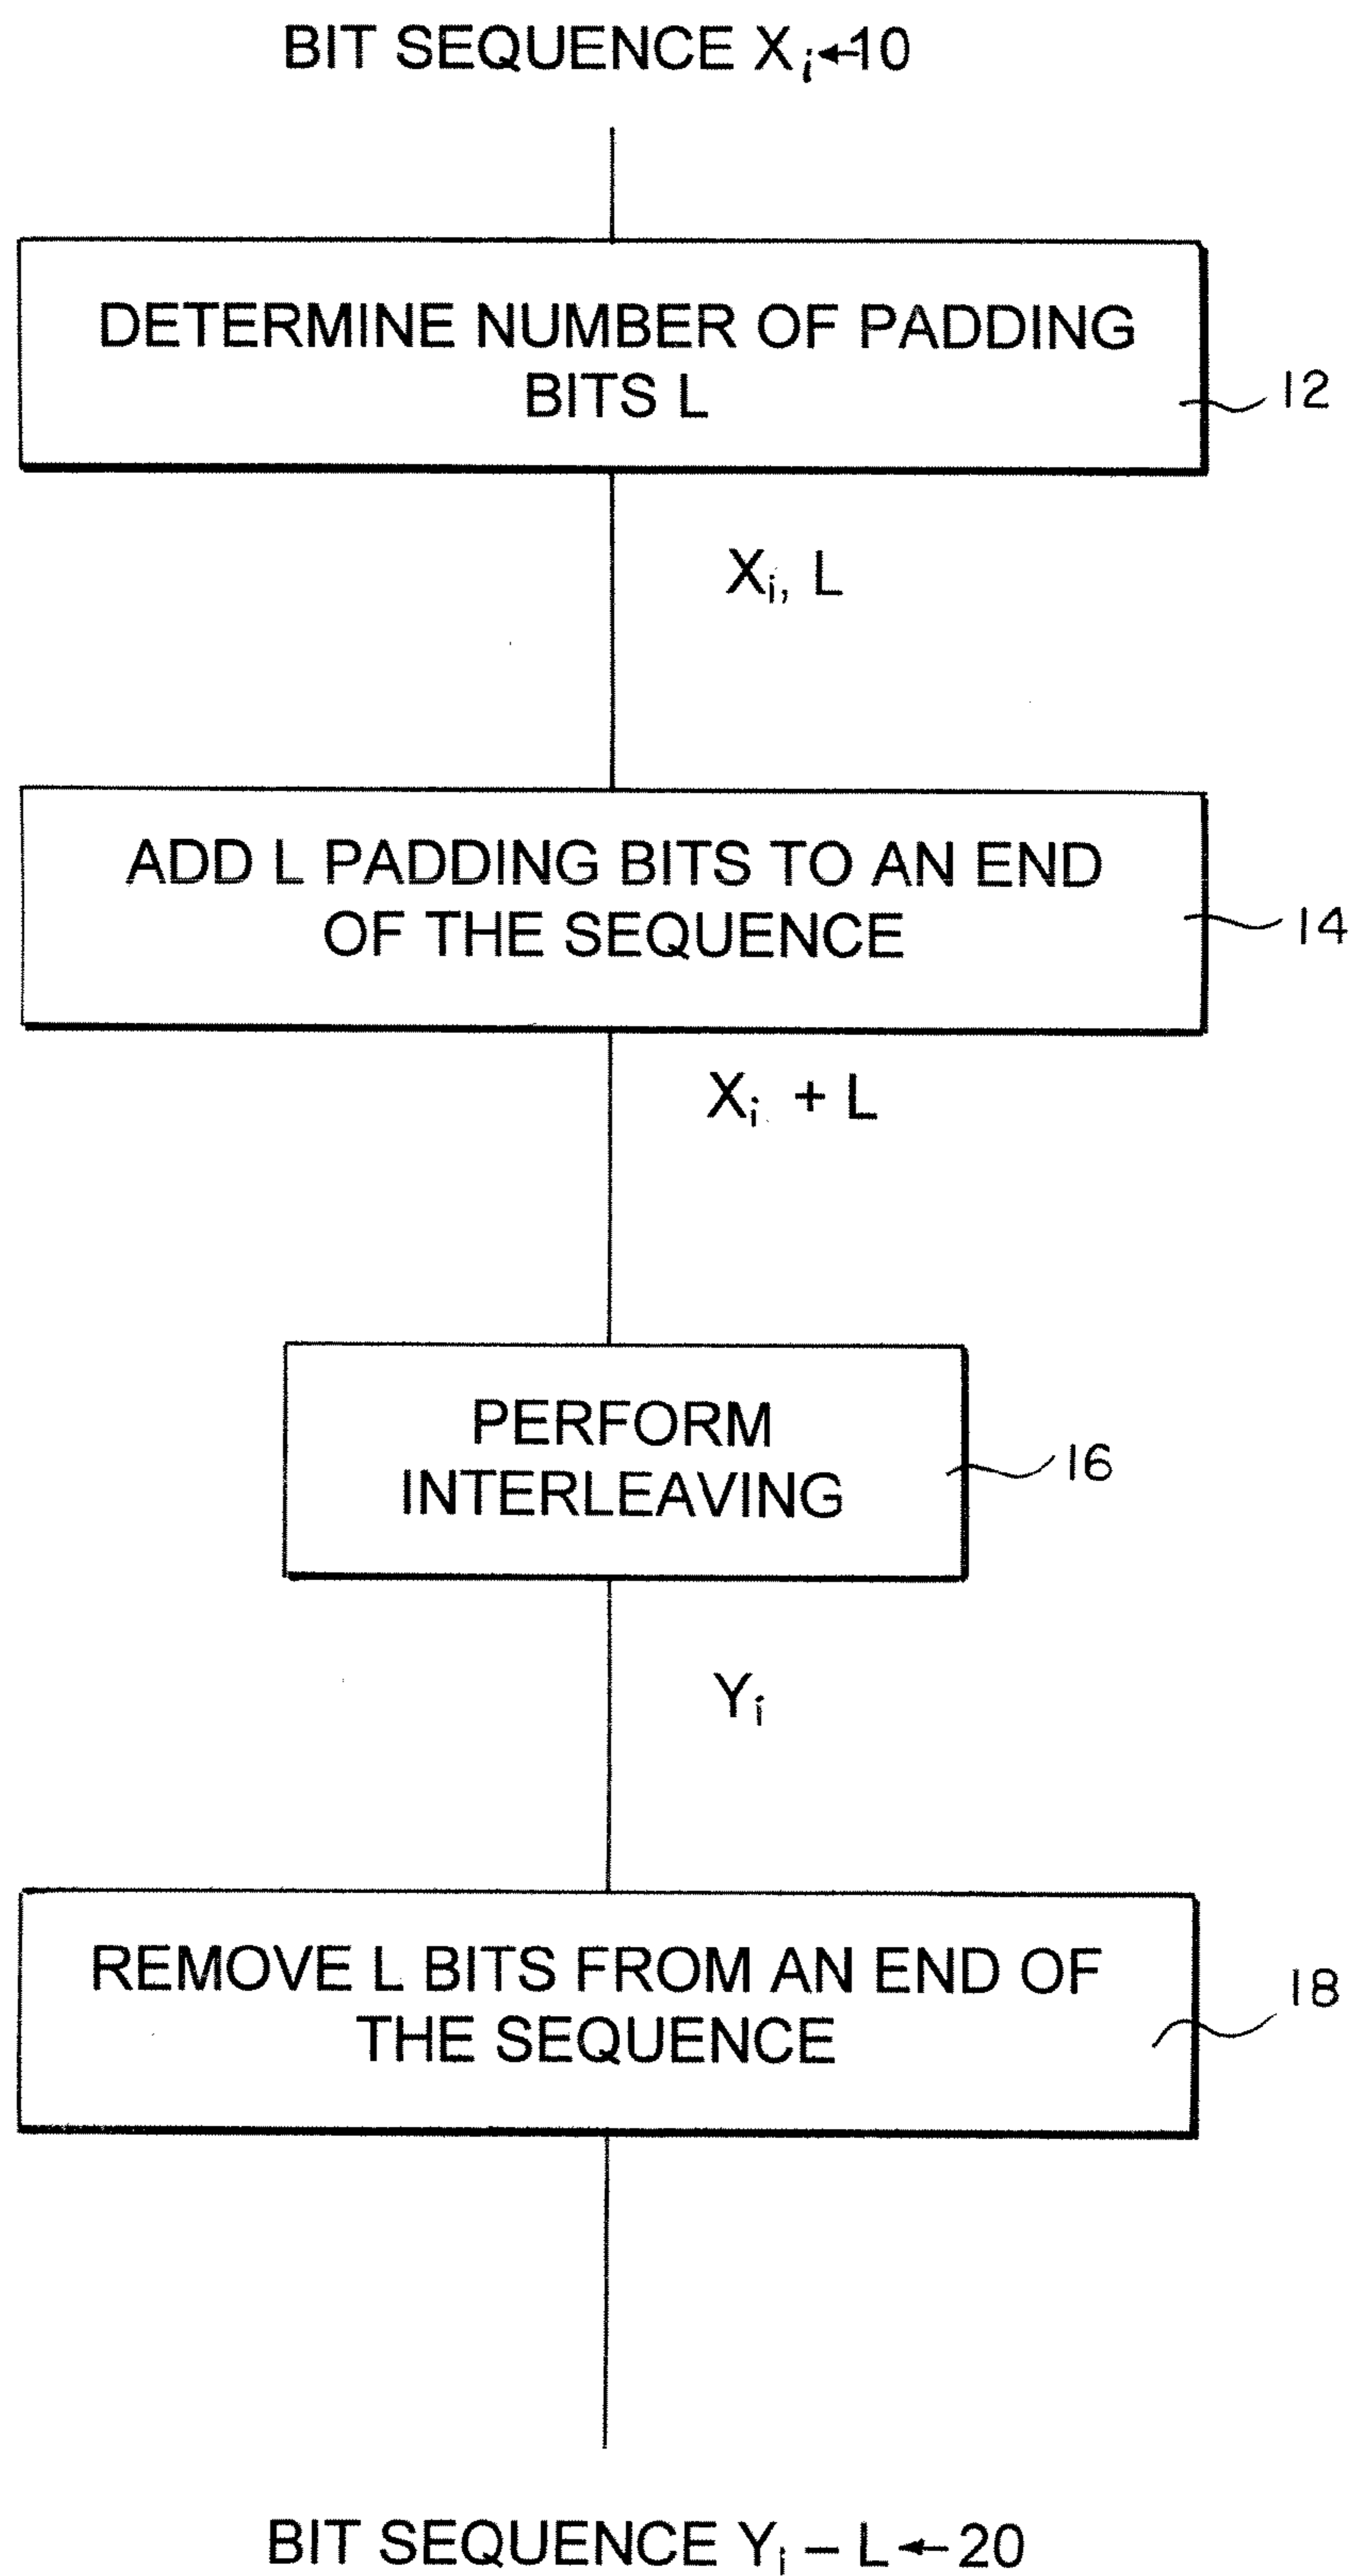 BIT SEQUENCE Xi ← 10
DETERMINE NUMBER OF PADDING
BITS L
12
Xi, L
ADD L PADDING BITS TO AN END
OF THE SEQUENCE
14
Xi + L
PERFORM
INTERLEAVING
16
Yi
REMOVE L BITS FROM AN END OF
THE SEQUENCE
18
BIT SEQUENCE Yi – L ← 20